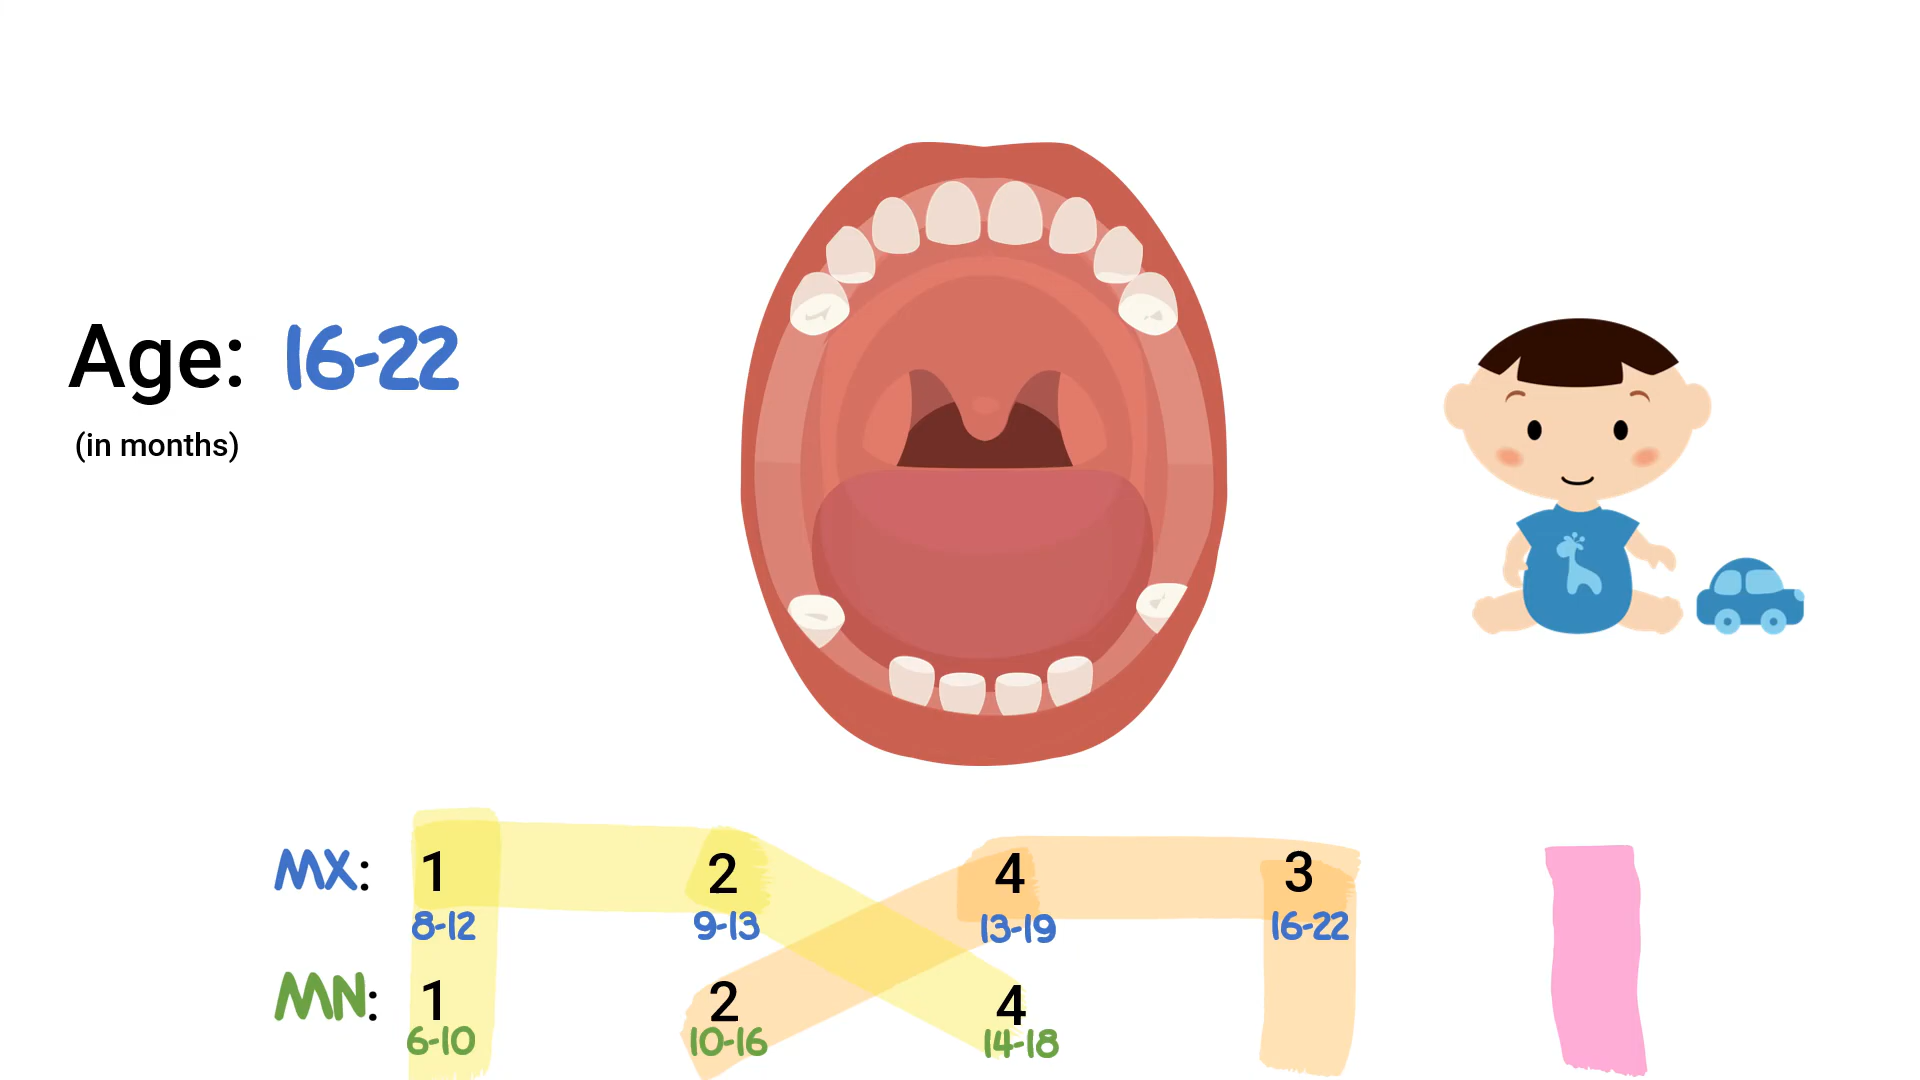 Age: 16-22
(in months)
MX: 1 2 4 3
8-12 9-13 13-19 16-22
MN: 1 2 4
6-10 10-16 14-18